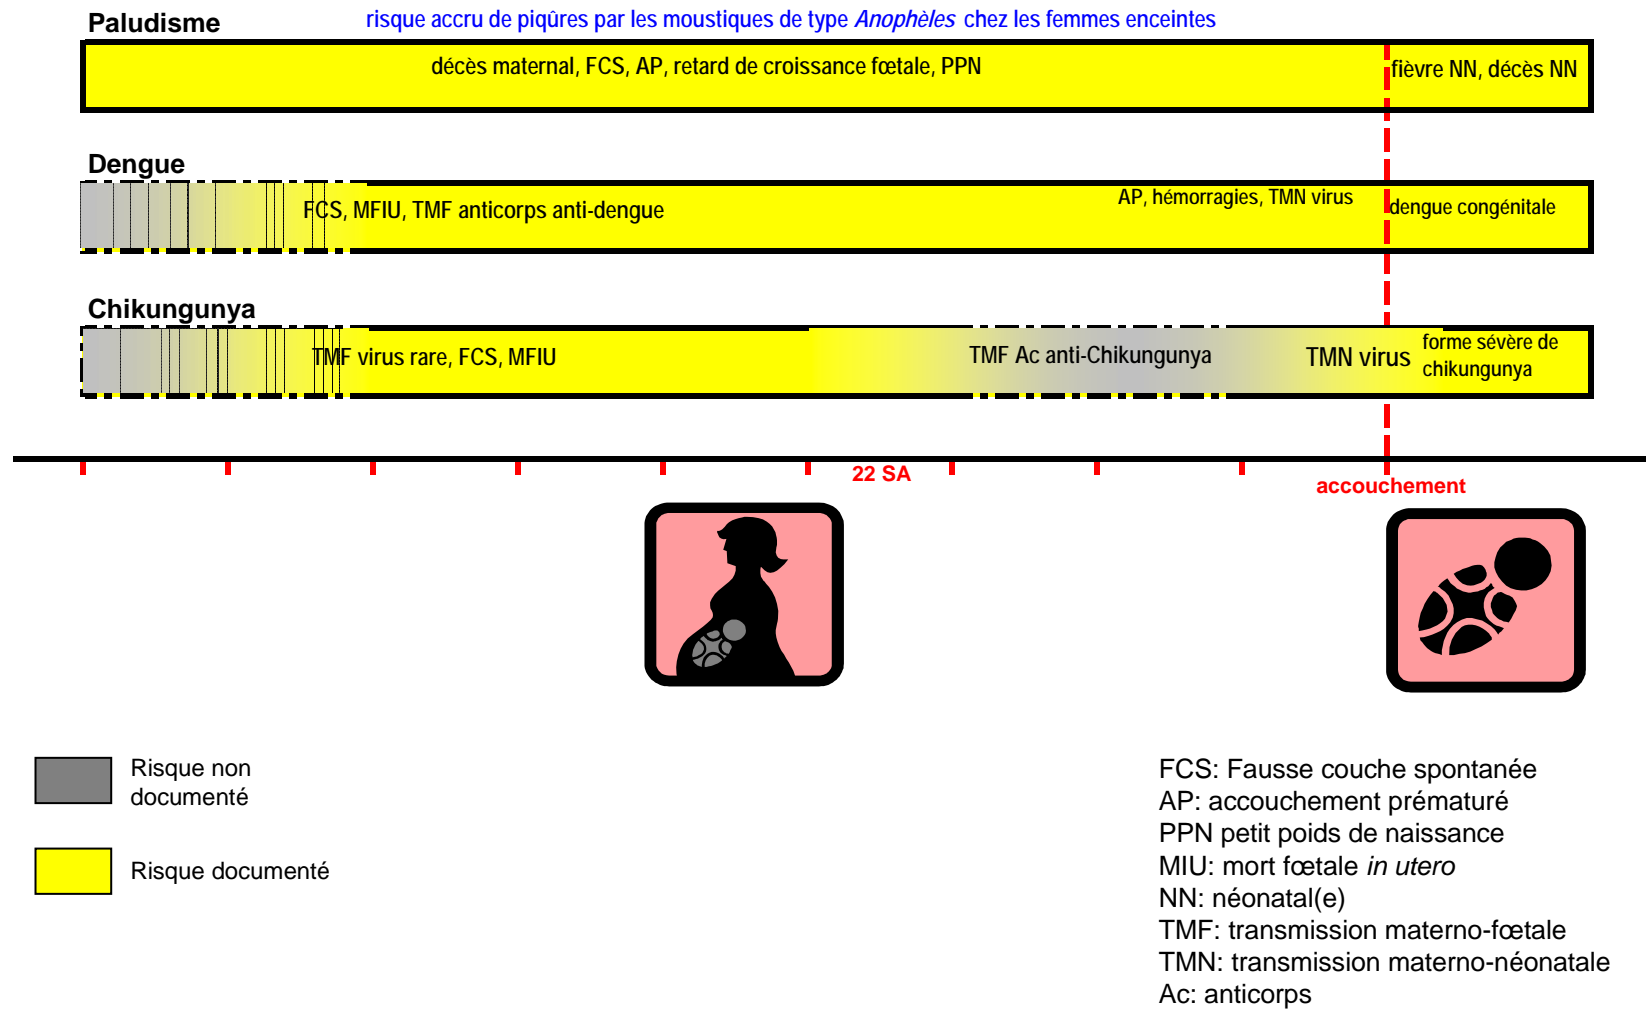 Paludisme
risque accru de piqûres par les moustiques de type Anophèles chez les femmes enceintes
décès maternal, FCS, AP, retard de croissance fœtale, PPN
fièvre NN, décès NN
Dengue
FCS, MFIU, TMF anticorps anti-dengue
AP, hémorragies, TMN virus
dengue congénitale
Chikungunya
TMF virus rare, FCS, MFIU
TMF Ac anti-Chikungunya
TMN virus
forme sévère de
chikungunya
22 SA
accouchement
Risque non
documenté
Risque documenté
FCS: Fausse couche spontanée
AP: accouchement prématuré
PPN petit poids de naissance
MIU: mort fœtale in utero
NN: néonatal(e)
TMF: transmission materno-fœtale
TMN: transmission materno-néonatale
Ac: anticorps